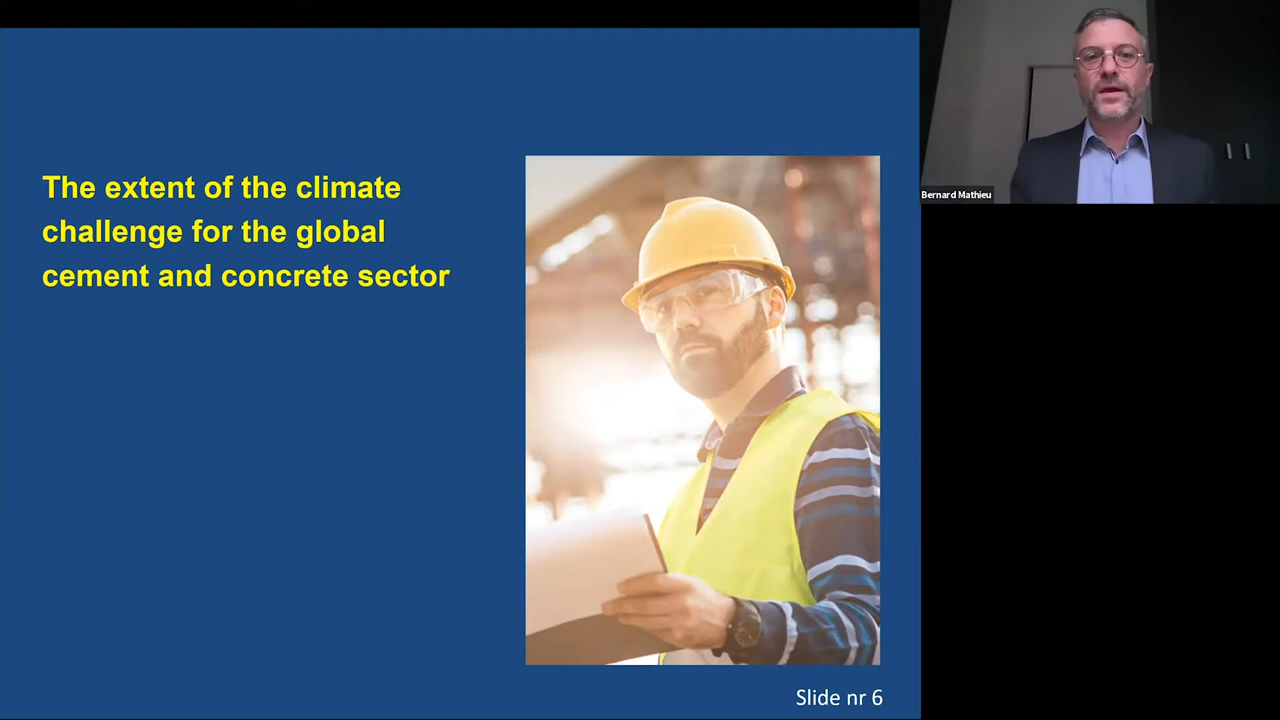 The extent of the climate
challenge for the global
cement and concrete sector
Bernard Mathieu
Slide nr 6